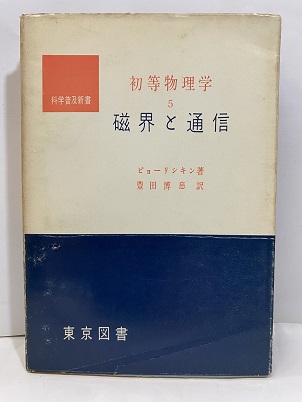 科学普及新書
初等物理学
5
磁界と通信
ピョーリシキン著
豊田博慈訳
東京図書